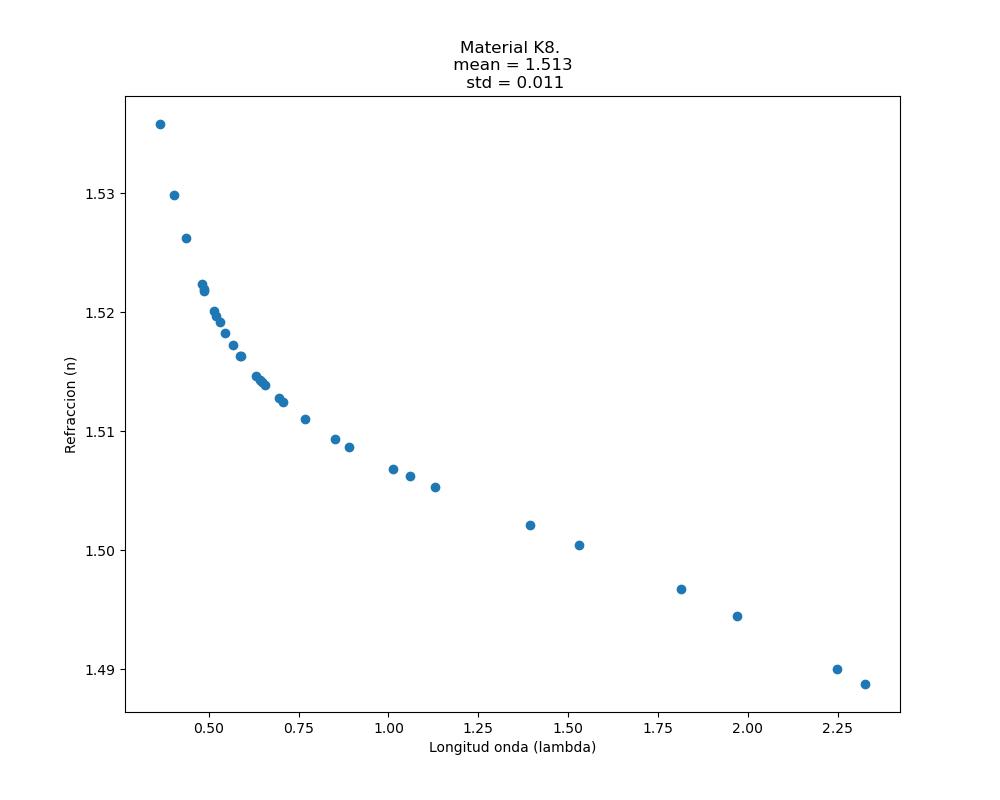 Material K8.
mean = 1.513
std = 0.011
Refraccion (n)
1.53
1.52
1.51
1.50
1.49
0.50 0.75 1.00 1.25 1.50 1.75 2.00 2.25
Longitud onda (lambda)